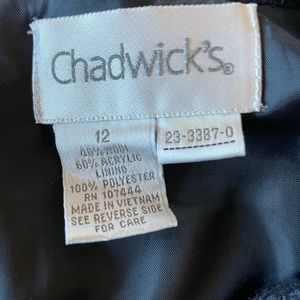 Chadwick's®
12
40% WOOL
60% ACRYLIC
LINING
100% POLYESTER
RN 107444
MADE IN VIETNAM
SEE REVERSE SIDE
FOR CARE
23-3387-0